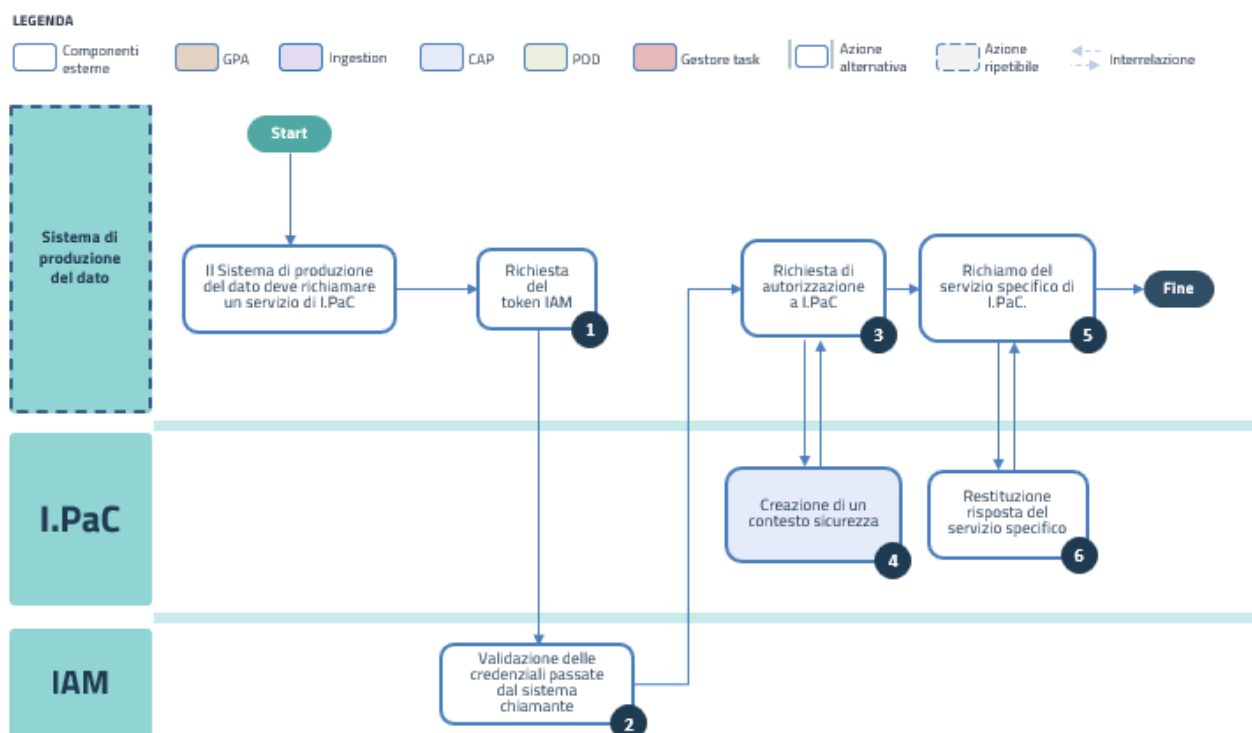 LEGENDA
Componenti
esterne
GPA
Ingestion
CAP
POD
Gestore task
Azione
alternativa
Azione
ripetibile
Interrelazione
Start
Sistema di
produzione
del dato
Il Sistema di produzione
del dato deve richiamare
un servizio di I.PaC
Richiesta
del
token IAM
1
Richiesta di
autorizzazione
a I.PaC
3
Richiamo del
servizio specifico di
I.PaC.
5
Fine
I.PaC
Creazione di un
contesto sicurezza
4
Restituzione
risposta del
servizio specifico
6
IAM
Validazione delle
credenziali passate
dal sistema
chiamante
2